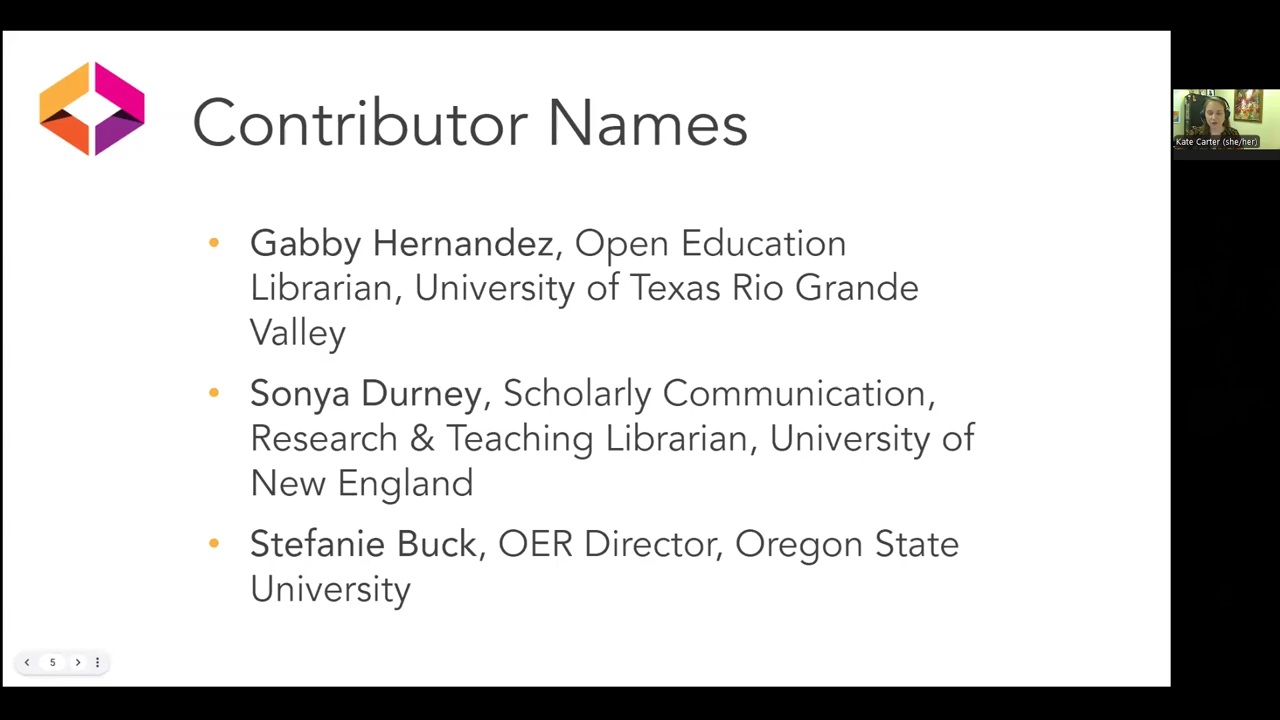 Contributor Names
• Gabby Hernandez, Open Education
Librarian, University of Texas Rio Grande
Valley
• Sonya Durney, Scholarly Communication,
Research & Teaching Librarian, University of
New England
• Stefanie Buck, OER Director, Oregon State
University
5
Kate Carter (she/her)